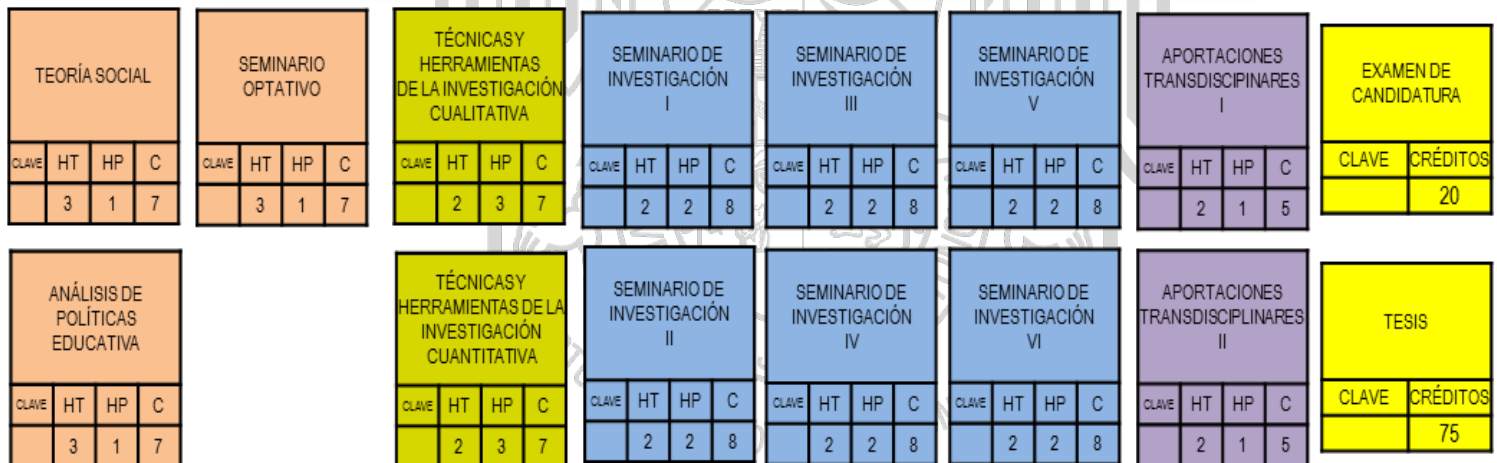 TEORÍA SOCIAL
CLAVE HT HP C
3 1 7
SEMINARIO
OPTATIVO
CLAVE HT HP C
3 1 7
TÉCNICASY
HERRAMIENTAS
DE LA INVESTIGACIÓN
CUALITATIVA
CLAVE HT HP C
2 3 7
SEMINARIO DE
INVESTIGACIÓN
I
CLAVE HT HP C
2 2 8
SEMINARIO DE
INVESTIGACIÓN
III
CLAVE HT HP C
2 2 8
SEMINARIO DE
INVESTIGACIÓN
V
CLAVE HT HP C
2 2 8
APORTACIONES
TRANSDISCIPINARES
I
CLAVE HT HP C
2 1 5
EXAMEN DE
CANDIDATURA
CLAVE CRÉDITOS
20
ANÁLISIS DE
POLÍTICAS
EDUCATIVA
CLAVE HT HP C
3 1 7
TÉCNICASY
HERRAMIENTAS DE LA
INVESTIGACIÓN
CUANTITATIVA
CLAVE HT HP C
2 3 7
SEMINARIO DE
INVESTIGACIÓN
II
CLAVE HT HP C
2 2 8
SEMINARIO DE
INVESTIGACIÓN
IV
CLAVE HT HP C
2 2 8
SEMINARIO DE
INVESTIGACIÓN
VI
CLAVE HT HP C
2 2 8
APORTACIONES
TRANSDISCIPLINARES
II
CLAVE HT HP C
2 1 5
TESIS
CLAVE CRÉDITOS
75